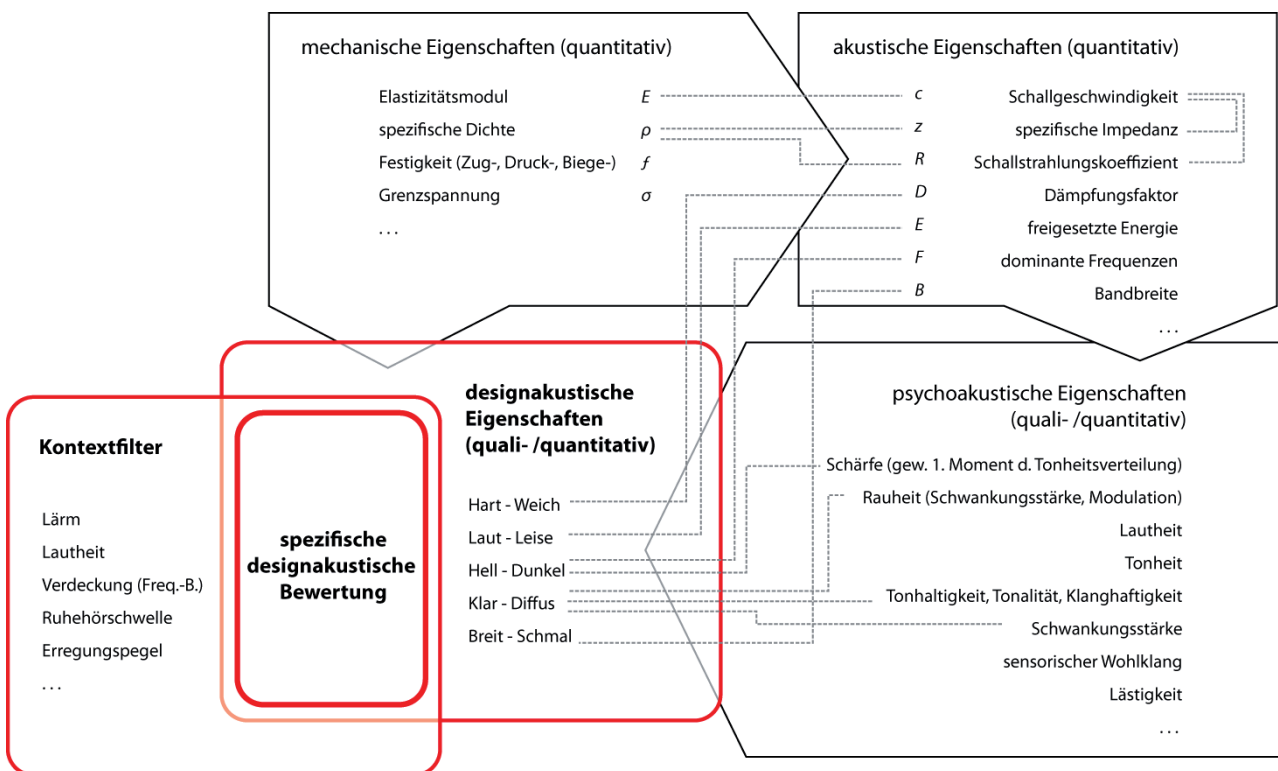 mechanische Eigenschaften (quantitativ)
Elastizitätsmodul E
spezifische Dichte ρ
Festigkeit (Zug-, Druck-, Biege-) f
Grenzspannung σ
...
akustische Eigenschaften (quantitativ)
c Schallgeschwindigkeit
z spezifische Impedanz
R Schallstrahlungskoeffizient
D Dämpfungsfaktor
E freigesetzte Energie
F dominante Frequenzen
B Bandbreite
...
Kontextfilter
Lärm
Lautheit
Verdeckung (Freq.-B.)
Ruhehörschwelle
Erregungspegel
...
spezifische
designakustische
Bewertung
designakustische
Eigenschaften
(quali- /quantitativ)
Hart - Weich
Laut - Leise
Hell - Dunkel
Klar - Diffus
Breit - Schmal
psychoakustische Eigenschaften
(quali- /quantitativ)
Schärfe (gew. 1. Moment d. Tonheitsverteilung)
Rauheit (Schwankungsstärke, Modulation)
Lautheit
Tonheit
Tonhaltigkeit, Tonalität, Klanghaftigkeit
Schwankungsstärke
sensorischer Wohlklang
Lästigkeit
...